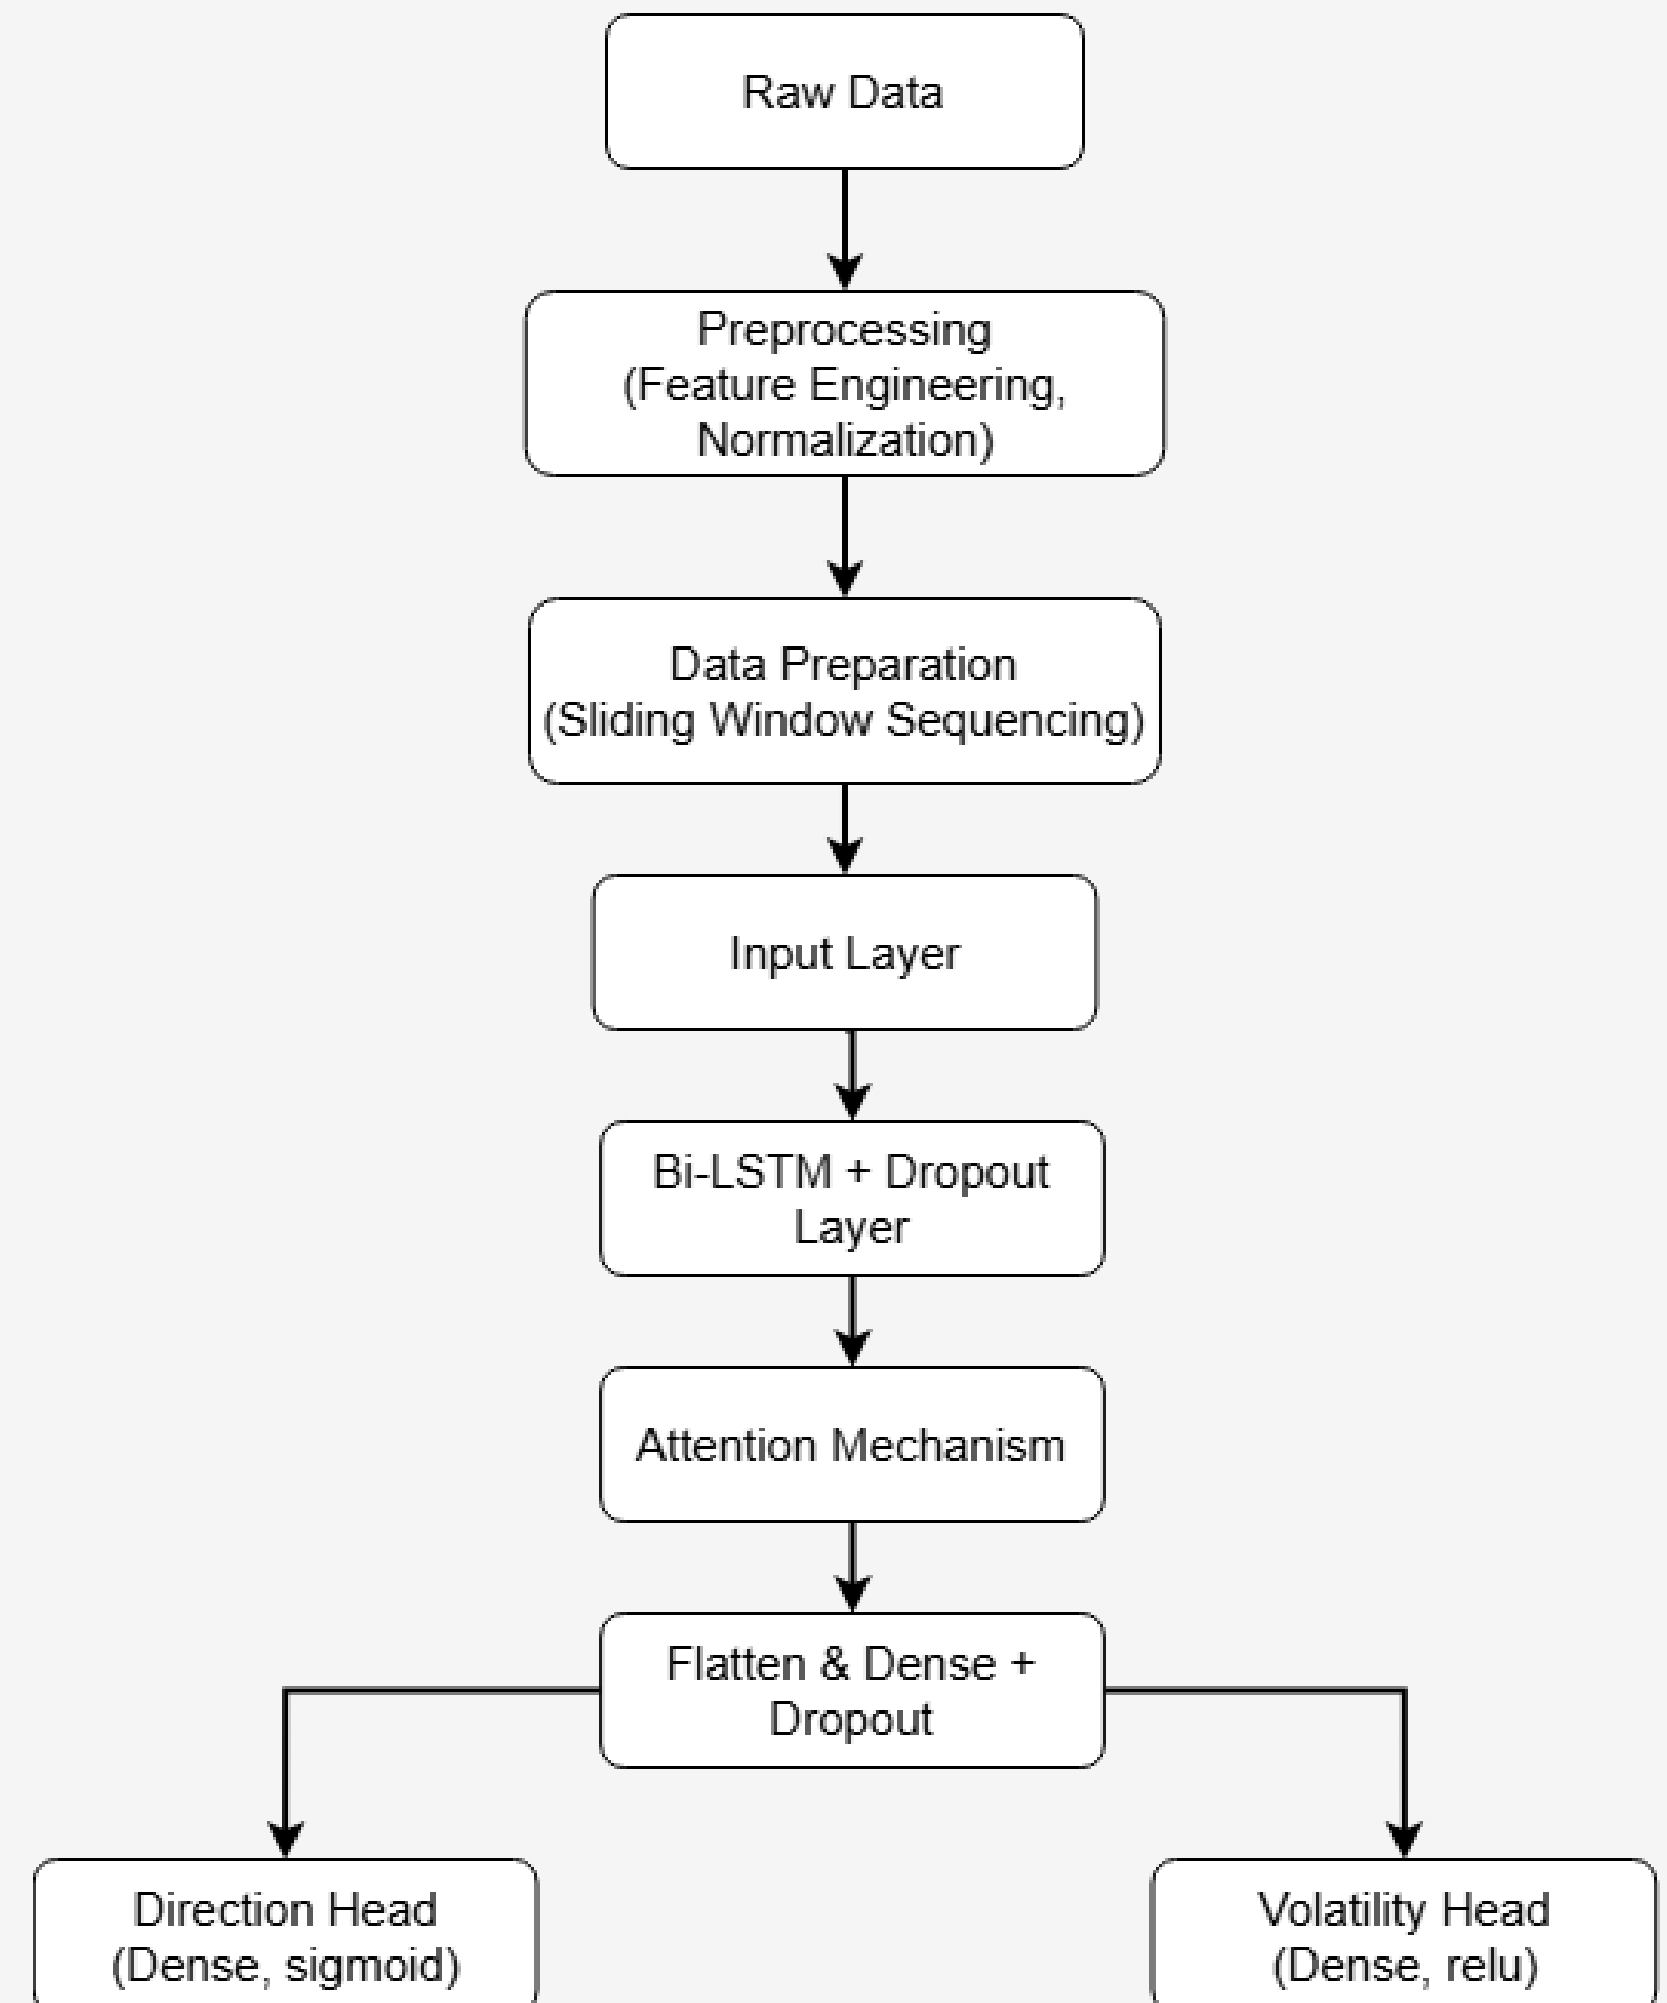 Raw Data
Preprocessing
(Feature Engineering,
Normalization)
Data Preparation
(Sliding Window Sequencing)
Input Layer
Bi-LSTM + Dropout
Layer
Attention Mechanism
Flatten & Dense +
Dropout
Direction Head
(Dense, sigmoid)
Volatility Head
(Dense, relu)